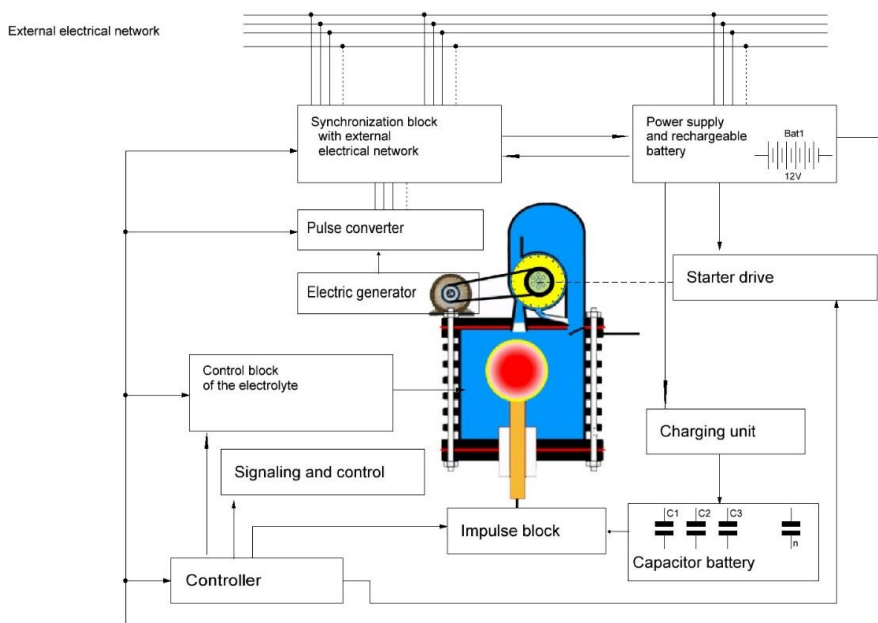 External electrical network
Synchronization block
with external
electrical network
Power supply
and rechargeable
battery
Bat1
12V
Pulse converter
Electric generator
Starter drive
Control block
of the electrolyte
Charging unit
Signaling and control
Impulse block
C1 C2 C3
n
Capacitor battery
Controller